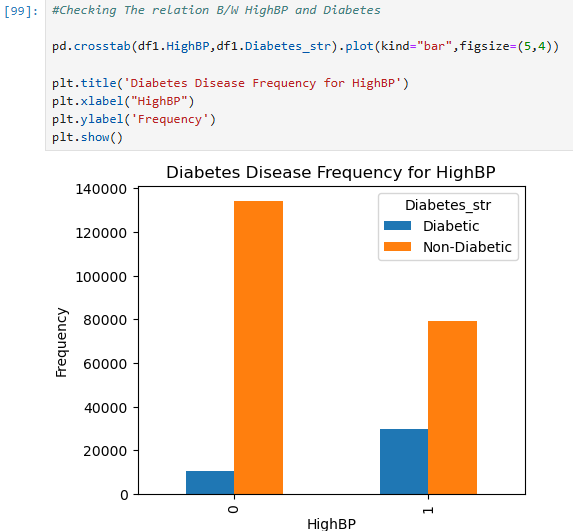 [99]: #Checking The relation B/W HighBP and Diabetes
pd.crosstab(df1.HighBP,df1.Diabetes_str).plot(kind="bar",figsize=(5,4))
plt.title('Diabetes Disease Frequency for HighBP')
plt.xlabel("HighBP")
plt.ylabel('Frequency')
plt.show()
Diabetes Disease Frequency for HighBP
Diabetes_str
Diabetic
Non-Diabetic
140000
120000
100000
80000
60000
40000
20000
0
Frequency
0
1
HighBP